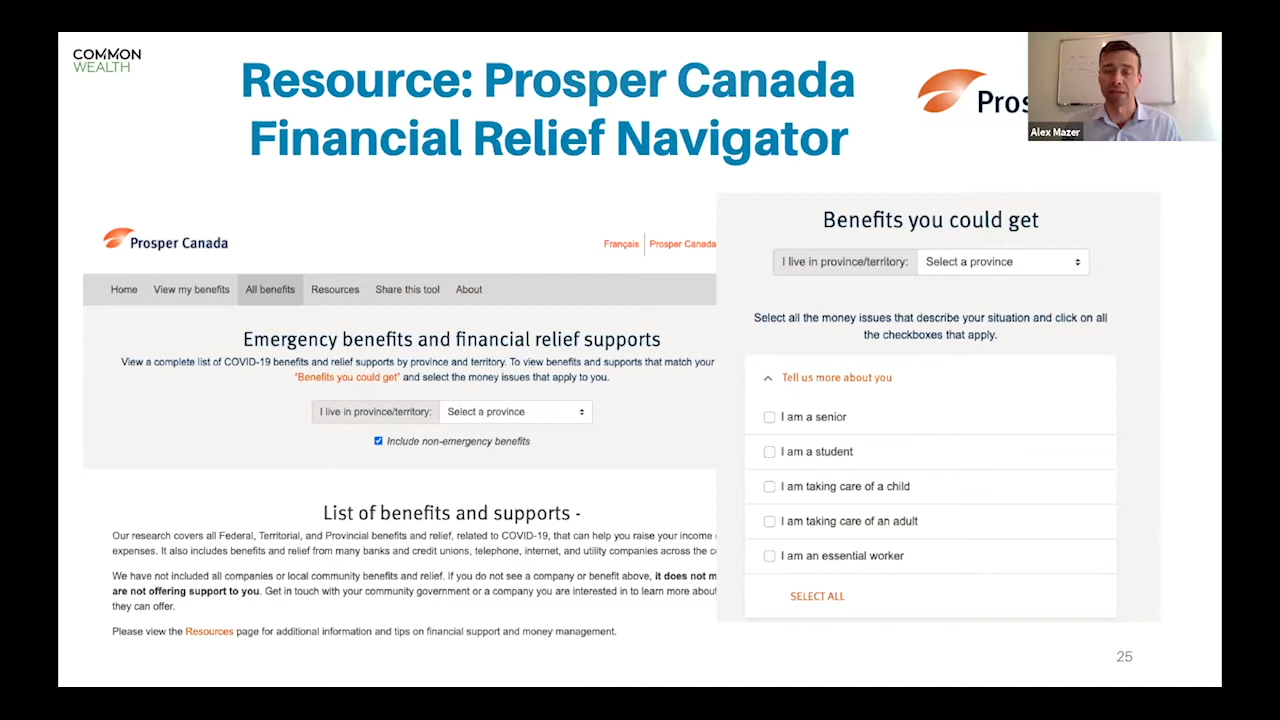 COMMON
WEALTH
Resource: Prosper Canada
Financial Relief Navigator
Alex Mazer
Prosper Canada
Français
Prosper Canada
Home
View my benefits
All benefits
Resources
Share this tool
About
Emergency benefits and financial relief supports
View a complete list of COVID-19 benefits and relief supports by province and territory. To view benefits and supports that match your
"Benefits you could get" and select the money issues that apply to you.
I live in province/territory:
Select a province
Include non-emergency benefits
List of benefits and supports -
Our research covers all Federal, Territorial, and Provincial benefits and relief, related to COVID-19, that can help you raise your income
expenses. It also includes benefits and relief from many banks and credit unions, telephone, internet, and utility companies across the
We have not included all companies or local community benefits and relief. If you do not see a company or benefit above, it does not
are not offering support to you. Get in touch with your community government or a company you are interested in to learn more about
they can offer.
Please view the Resources page for additional information and tips on financial support and money management.
Benefits you could get
I live in province/territory:
Select a province
Select all the money issues that describe your situation and click on all
the checkboxes that apply.
Tell us more about you
I am a senior
I am a student
I am taking care of a child
I am taking care of an adult
I am an essential worker
SELECT ALL
25